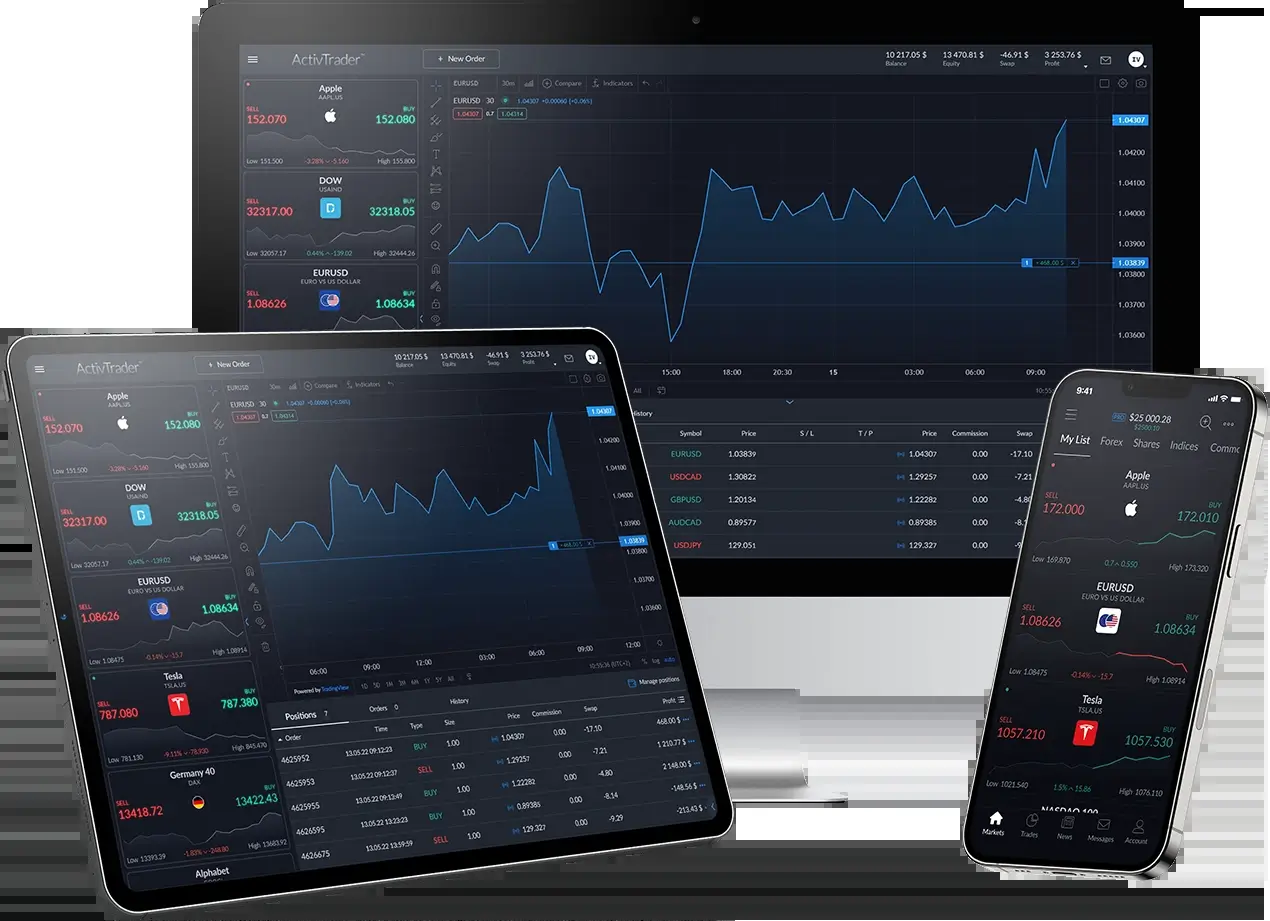 ActivTrader™
+ New Order
10 217.05 $ 13 470.81 $ -46.91 $ 3 253.76 $
Balance Equity Swap Profit
IV
Apple
AAPL.US
SELL BUY
152.070 152.080
Low 151.500 -3.28% -5.160 High 155.800
DOW
USAIND
SELL BUY
32317.00 D 32318.05
Low 32057.17 0.44% -139.02 High 32444.26
EURUSD
EURO VS US DOLLAR
SELL BUY
1.08626 1.08634
EURUSD 30m Compare Indicators
EURUSD 30 1.04307 +0.00060 (+0.06%)
1.04307 0.7 1.04314
1.04307
1.04200
1.04100
1.04000
1.03900
1.03839
1.03800
1.03700
1.03600
1 +468.00 $ ×
15:00 18:00 20:30 15 03:00 06:00 09:00
All
10:55
History
Symbol Price S / L T / P Price Commission Swap
EURUSD 1.03839 1.04307 0.00 -17.10
USDCAD 1.30822 1.29257 0.00 -7.21
GBPUSD 1.20134 1.22282 0.00 -4.80
AUDCAD 0.89577 0.89385 0.00 -8.
USDJPY 129.051 129.327 0.00 -9
ActivTrader™
+ New Order
10 217.05 $ 13 470.81 $ -46.91 $ 3 253.76 $
Balance Equity Swap Profit
IV
Apple
AAPL.US
SELL BUY
152.070 152.080
Low 151.500 -3.28% -5.160 High 155.800
DOW
USAIND
SELL BUY
32317.00 D 32318.05
Low 32057.17 0.44% -139.02 High 32444.26
EURUSD
EURO VS US DOLLAR
SELL BUY
1.08626 1.08634
Low 1.08475 -0.14% -15.7 High 1.08914
Tesla
TSLA.US
SELL BUY
787.080 787.380
Low 781.130 -9.11% -78.920 High 845.470
Germany 40
DAX
SELL BUY
13418.72 13422.43
Low 13393.39 -1.83% -248.80 High 13683.92
Alphabet
EURUSD 30m Compare Indicators
EURUSD 30 1.04307 +0.00060 (+0.06%)
1.04307 0.7 1.04314
1.04307
1.04200
1.04100
1.04000
1.03900
1.03839
1.03800
1.03700
1.03600
1 +468.00 $ ×
06:00 09:00 12:00 03:00 06:00 09:00 12:00
10:55:36 (UTC+2) % log auto
Powered by TradingView 1D 5D 1M 3M 6M 1Y 5Y All
Manage positions
Positions 7 Orders 0 History
Order Time Type Size Price Commission Swap Profit
4625952 13.05.22 09:12:23 BUY 1.00 1.04307 0.00 -17.10 468.00 $
4625953 13.05.22 09:12:37 SELL 1.00 1.29257 0.00 -7.21 1 210.77 $
4625955 13.05.22 09:13:49 BUY 1.00 1.22282 0.00 -4.80 2 148.00 $
4626595 13.05.22 13:23:23 BUY 1.00 0.89385 0.00 -8.14 -148.56 $
4626675 13.05.22 13:59:59 SELL 1.00 129.327 0.00 -9.29 -213.43 $
9:41
PRO $25 000.28
$2500.10
My List Forex Shares Indices Commo
Apple
AAPL.US
SELL BUY
172.000 172.010
Low 169.870 0.7 0.550 High 173.320
EURUSD
EURO VS US DOLLAR
SELL BUY
1.08626 1.08634
Low 1.08475 -0.14% -15.7 High 1.08914
Tesla
TSLA.US
SELL BUY
1057.210 1057.530
Low 1021.540 1.5% 15.86 High 1076.110
NASDAQ 100
Markets Trades News Messages Account